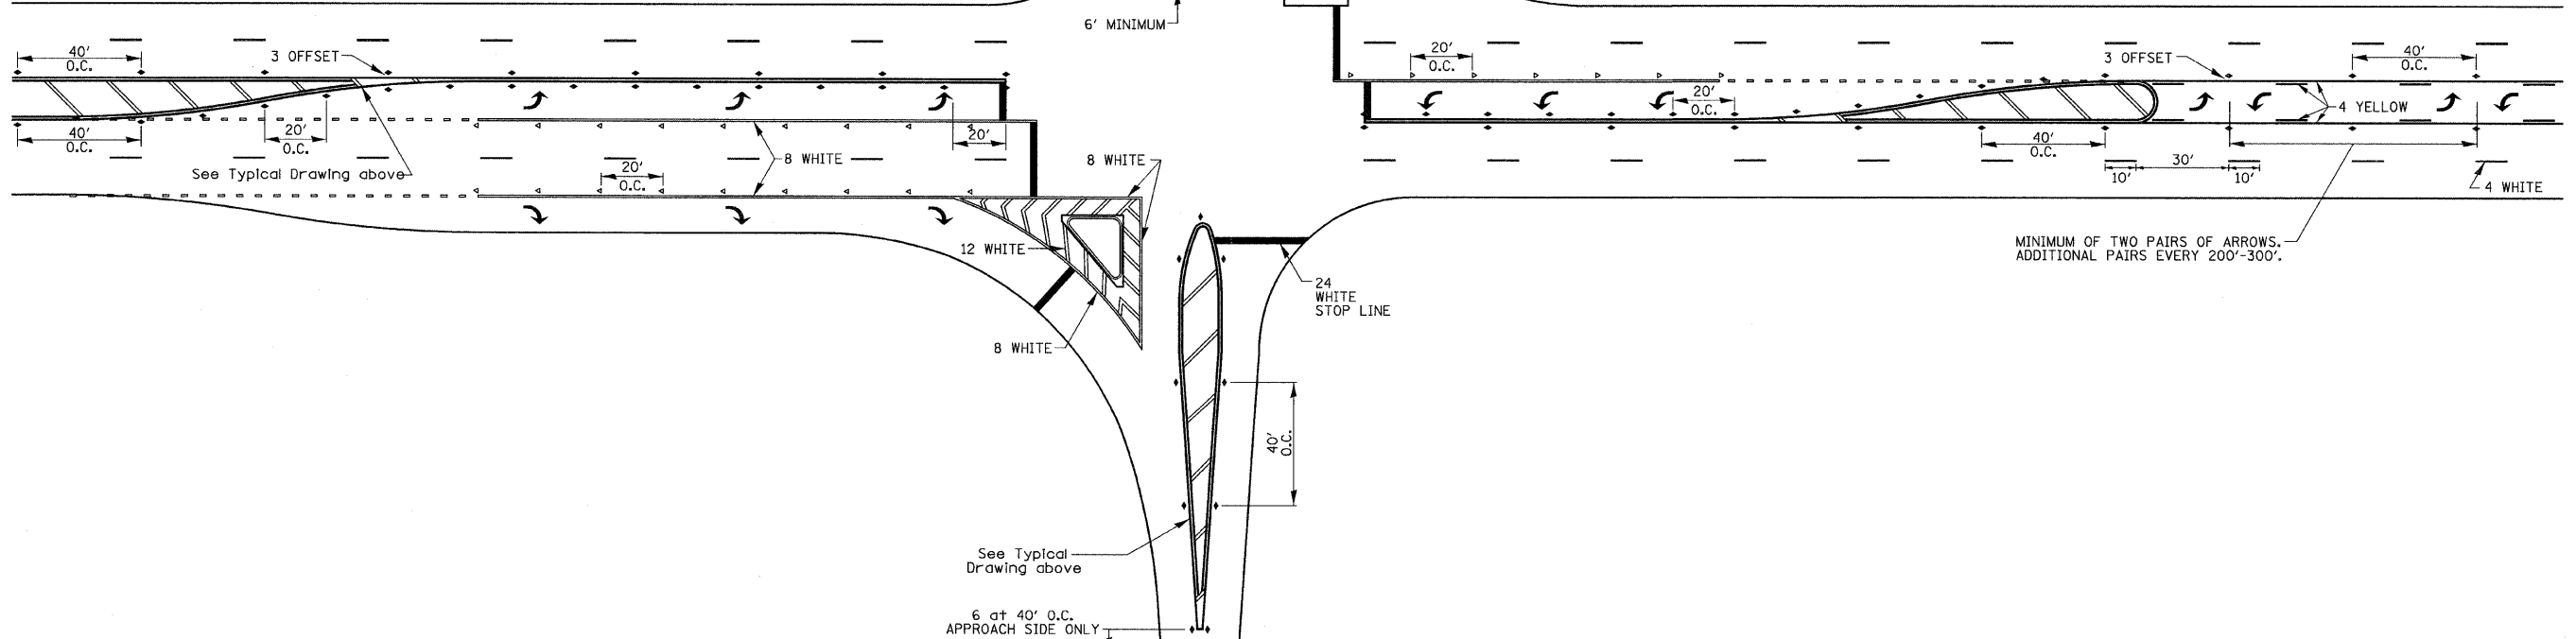 6' MINIMUM
40'
O.C.
3 OFFSET
20'
O.C.
3 OFFSET
40'
O.C.
40'
O.C.
20'
O.C.
See Typical Drawing above
20'
O.C.
8 WHITE
20'
8 WHITE
20'
O.C.
4 YELLOW
40'
O.C.
10'
30'
10'
4 WHITE
12 WHITE
8 WHITE
24
WHITE
STOP LINE
MINIMUM OF TWO PAIRS OF ARROWS.
ADDITIONAL PAIRS EVERY 200'-300'.
40'
O.C.
See Typical
Drawing above
6 at 40' O.C.
APPROACH SIDE ONLY